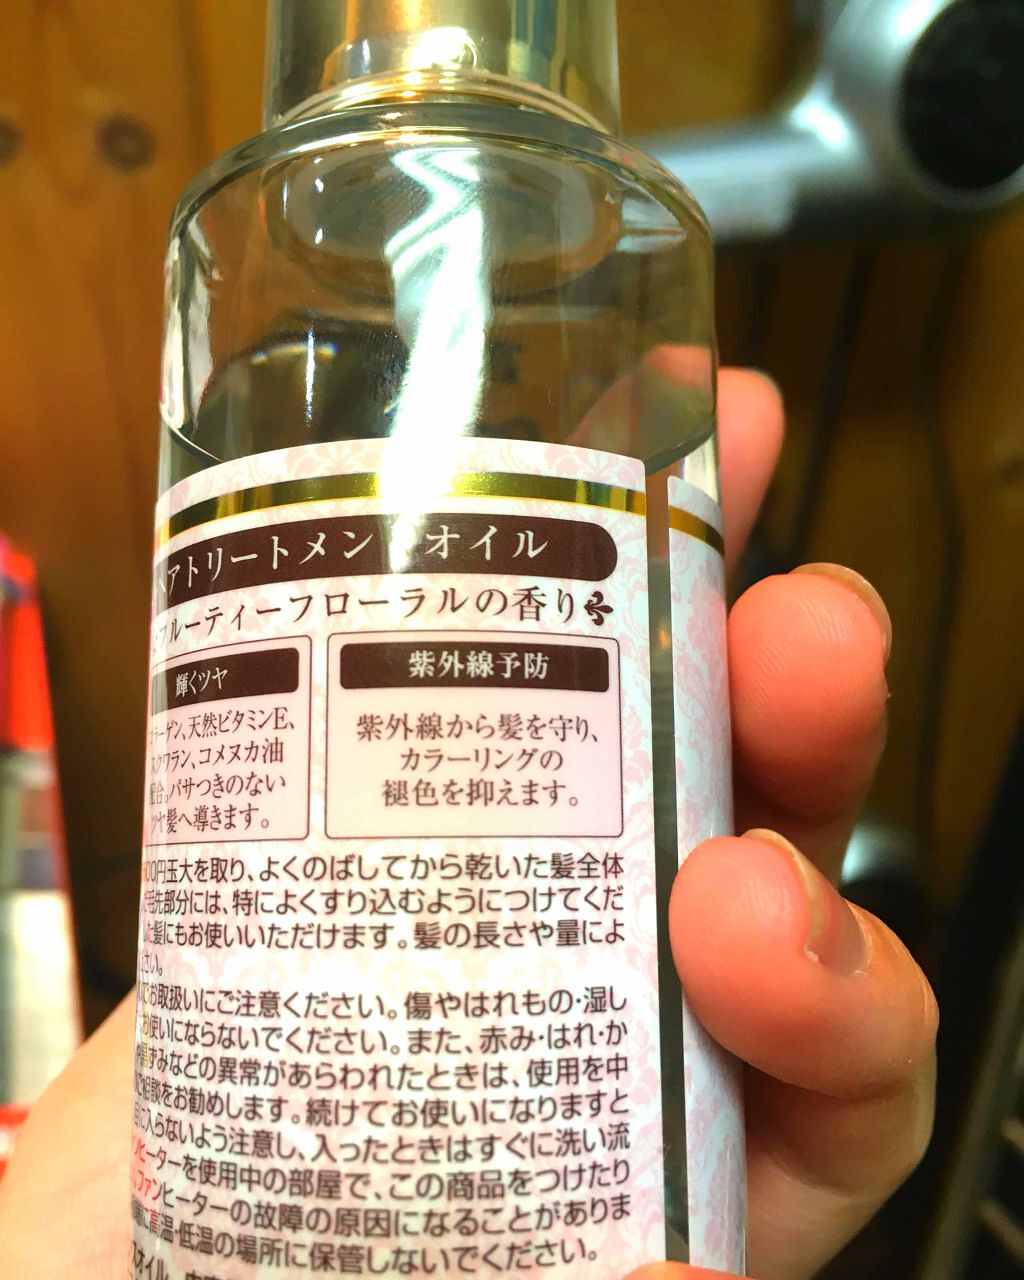 ヘアトリートメントオイル
フルーティーフローラルの香り
輝くツヤ
コラーゲン、天然ビタミンE、
スクワラン、コメヌカ油
配合。パサつきのない
ツヤ髪へ導きます。
紫外線予防
紫外線から髪を守り、
カラーリングの
褪色を抑えます。
00円玉大を取り、よくのばしてから乾いた髪全体
毛先部分には、特によくすり込むようにつけてくだ
た髪にもお使いいただけます。髪の長さや量によ
さい。
でお取扱いにご注意ください。傷やはれもの・湿し
お使いにならないでください。また、赤み・はれ・か
黒ずみなどの異常があらわれたときは、使用を中
ご相談をお勧めします。続けてお使いになりますと
目に入らないよう注意し、入ったときはすぐに洗い流
ンヒーターを使用中の部屋で、この商品をつけたり
ファンヒーターの故障の原因になることがありま
に高温・低温の場所に保管しないでください。
スオイル、